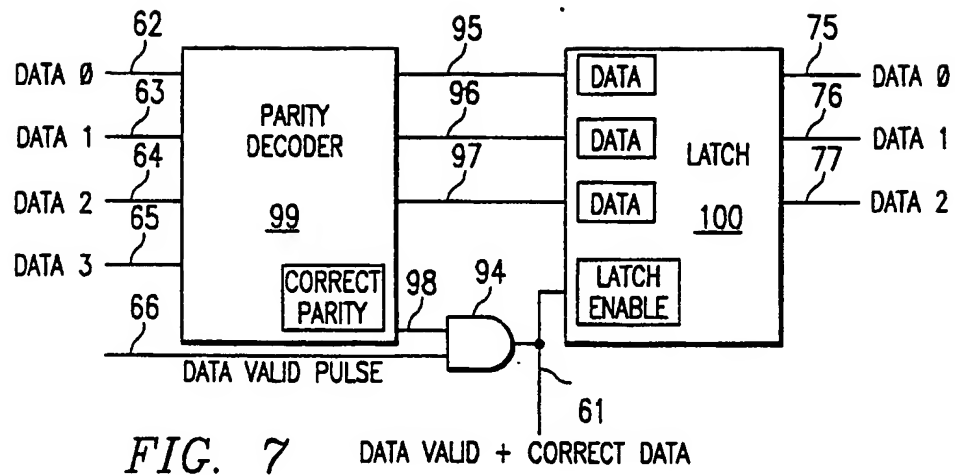 62
95
75
DATA 0
DATA
DATA 0
63
96
76
DATA 1
PARITY
DECODER
DATA
LATCH
DATA 1
64
97
77
DATA 2
99
DATA
100
DATA 2
65
DATA 3
CORRECT
PARITY
98
94
LATCH
ENABLE
66
DATA VALID PULSE
61
FIG. 7
DATA VALID + CORRECT DATA